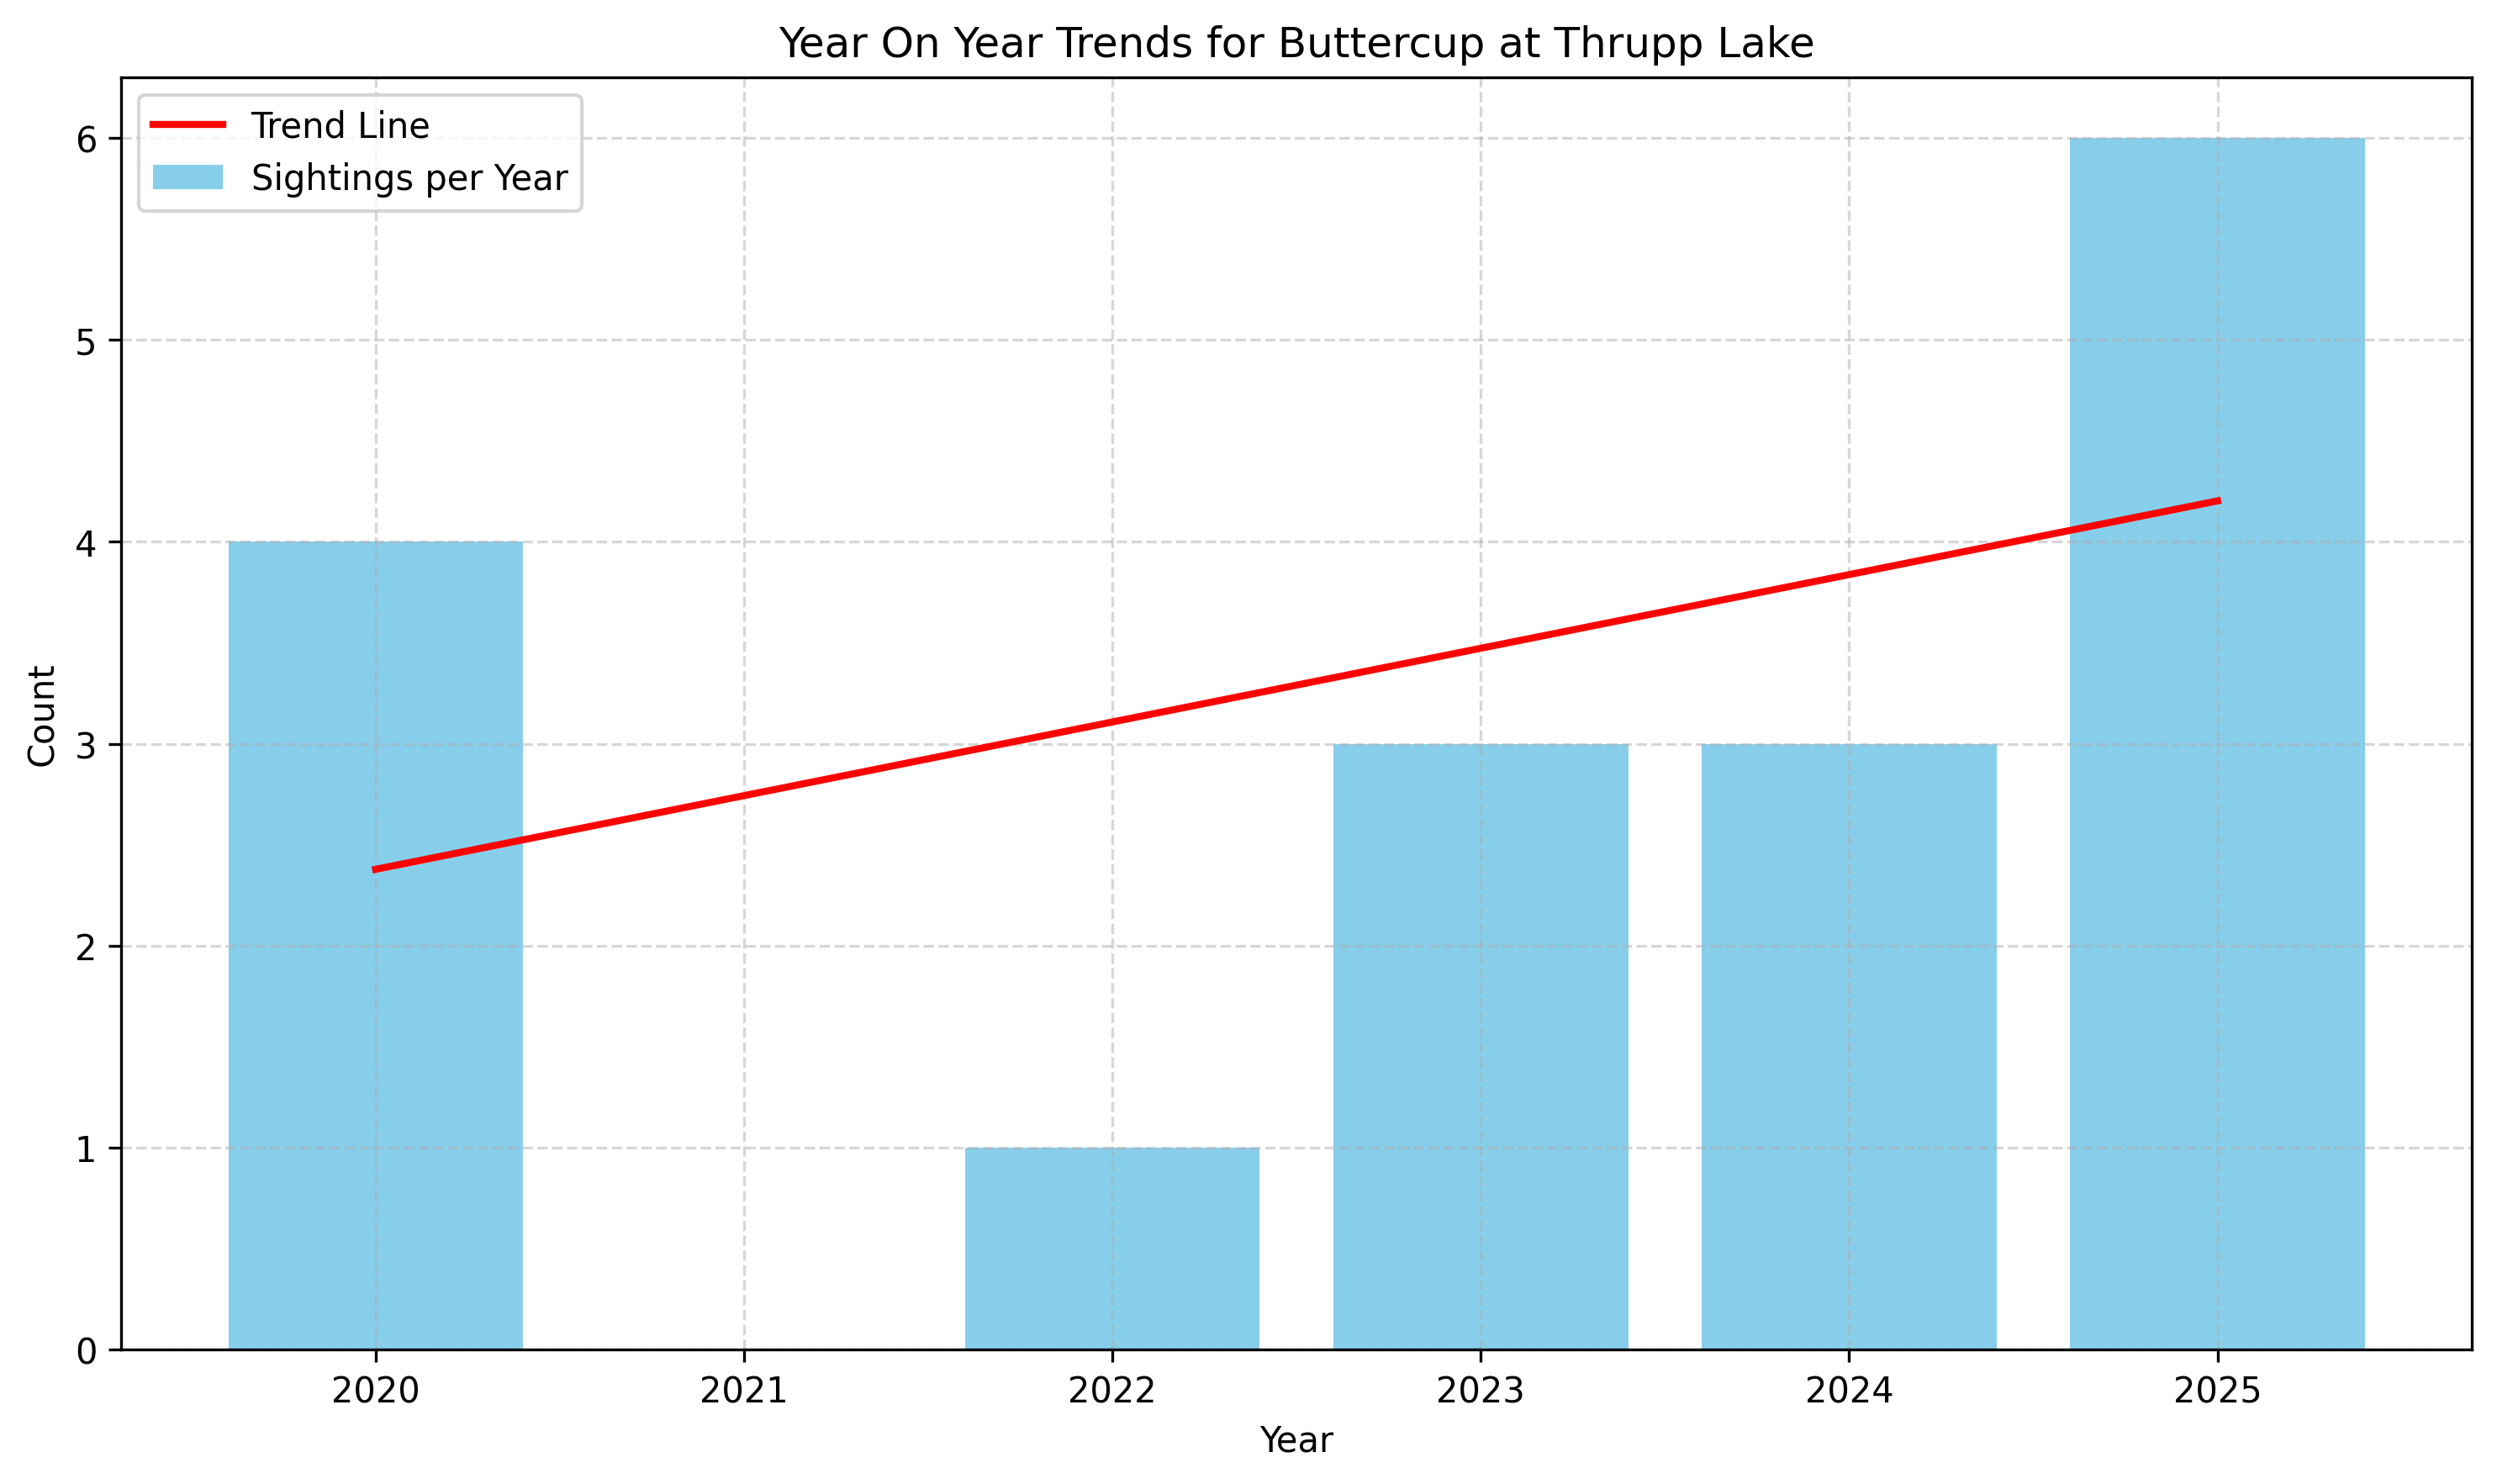 Year On Year Trends for Buttercup at Thrupp Lake
Trend Line
Sightings per Year
6
5
4
3
2
1
0
Count
2020 2021 2022 2023 2024 2025
Year